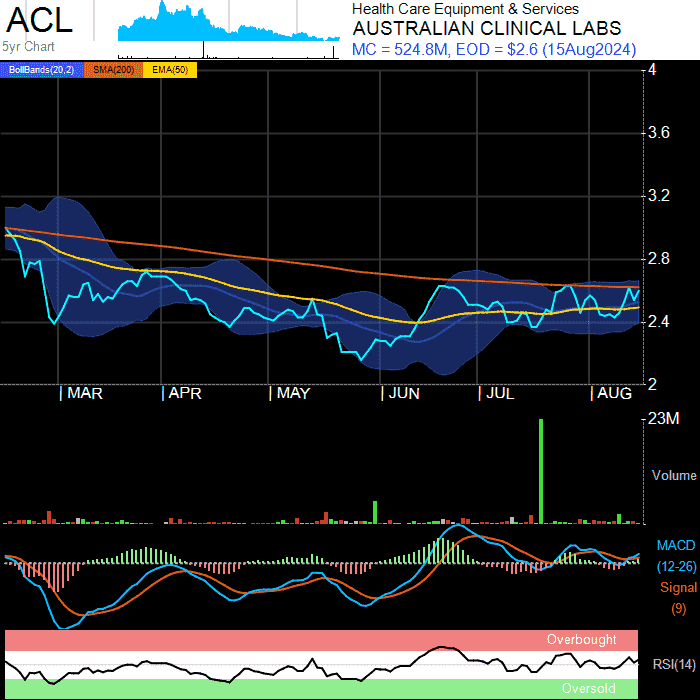 ACL
5yr Chart
Health Care Equipment & Services
AUSTRALIAN CLINICAL LABS
MC = 524.8M, EOD = $2.6 (15Aug2024)
BollBands(20,2) SMA(200) EMA(50)
4
3.6
3.2
2.8
2.4
2
MAR APR MAY JUN JUL AUG
23M
Volume
MACD
(12-26)
Signal
(9)
Overbought
RSI(14)
Oversold